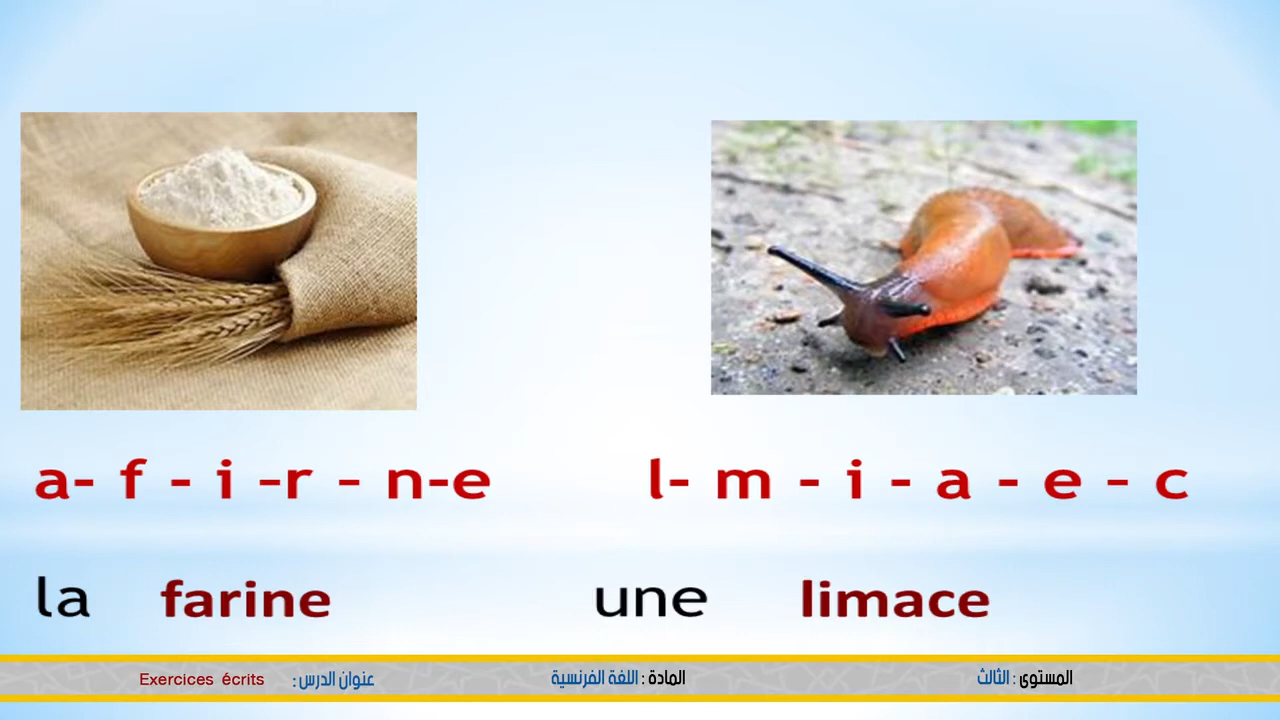 a- f - i -r - n-e
l- m - i - a - e - c
la farine
une limace
المستوى : الثالث
المادة : اللغة الفرنسية
عنوان الدرس : Exercices écrits